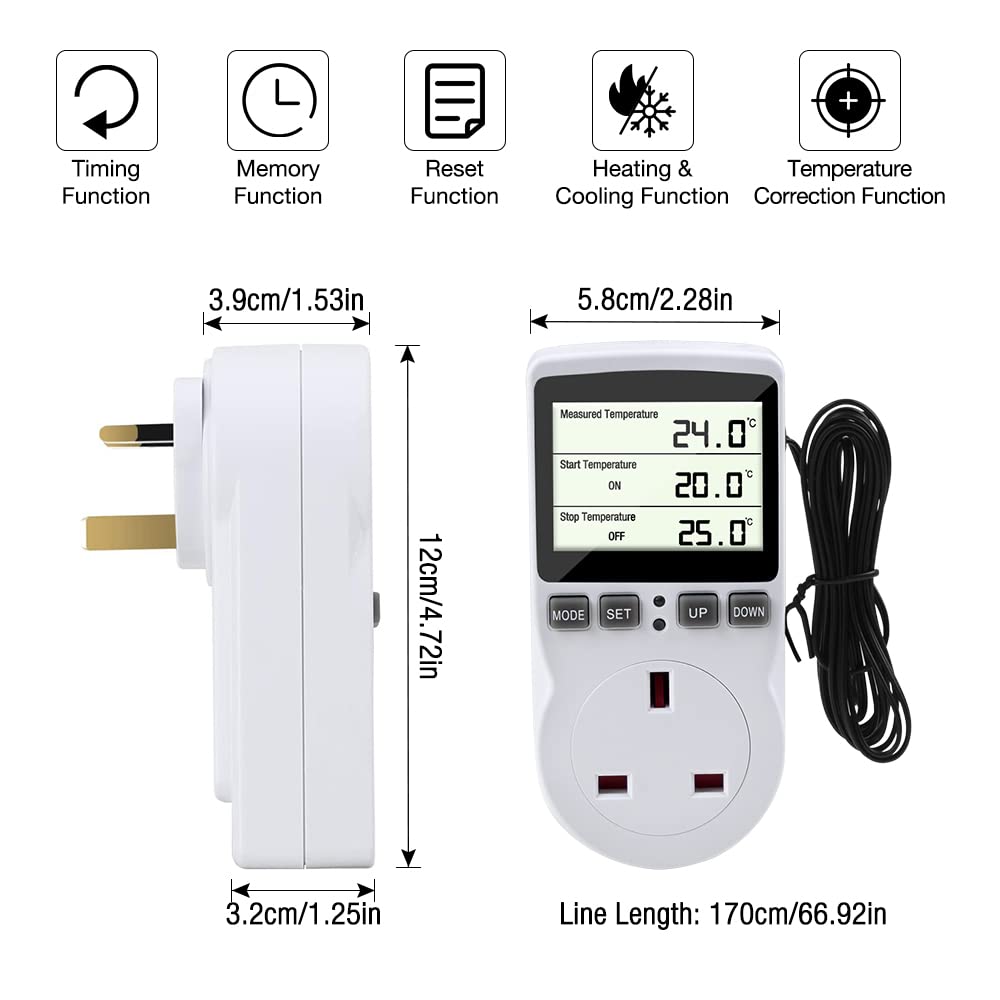 Timing
Function
Memory
Function
Reset
Function
Heating &
Cooling Function
Temperature
Correction Function
3.9cm/1.53in
5.8cm/2.28in
Measured Temperature
24.0°C
Start Temperature
ON
20.0°C
Stop Temperature
OFF
25.0°C
MODE
SET
UP
DOWN
12cm/4.72in
3.2cm/1.25in
Line Length: 170cm/66.92in